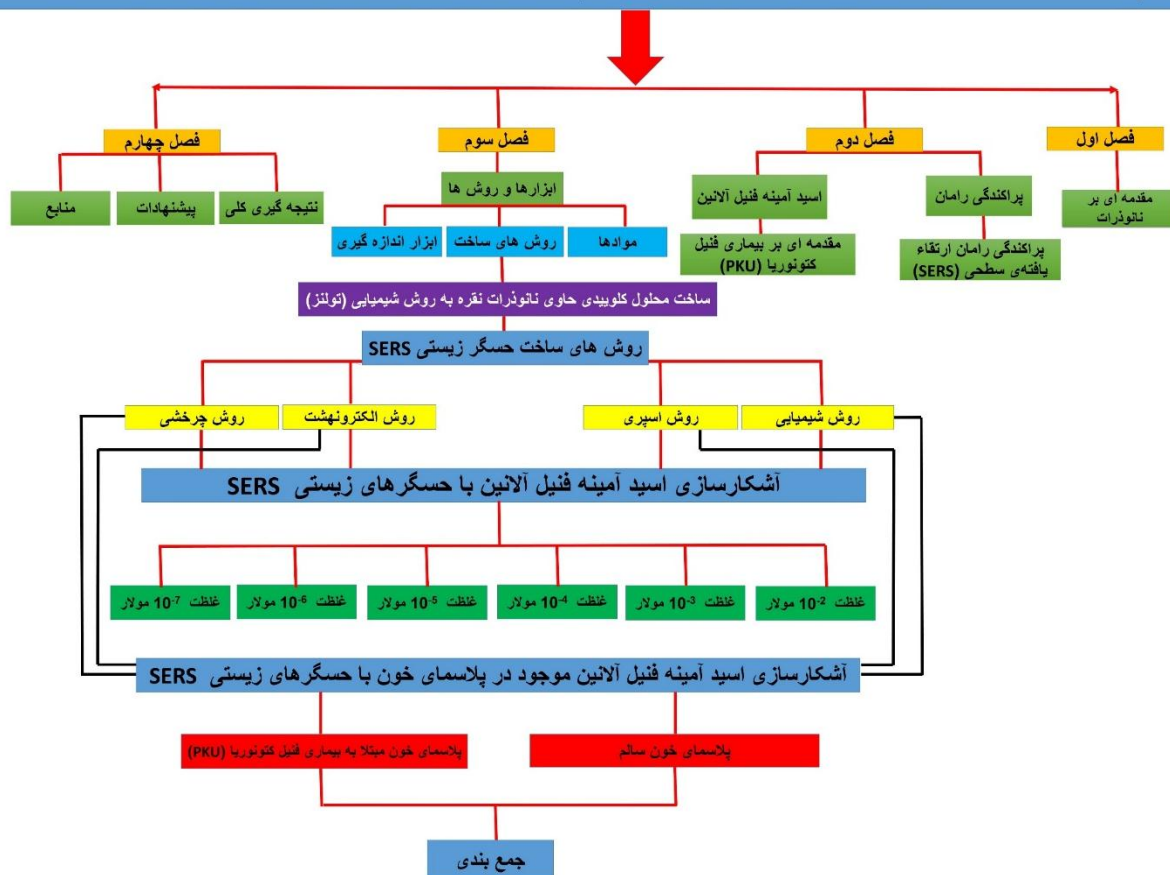 فصل اول
فصل دوم
فصل سوم
فصل چهارم
مقدمه ای بر
نانوذرات
پراکندگی رامان
اسید آمینه فنیل آلانین
ابزارها و روش ها
نتیجه گیری کلی
پیشنهادات
منابع
پراکندگی رامان ارتقاء
یافته‌ی سطحی (SERS)
مقدمه ای بر بیماری فنیل
کتونوریا (PKU)
موادها
روش های ساخت
ابزار اندازه گیری
ساخت محلول کلوییدی حاوی نانوذرات نقره به روش شیمیایی (تولنز)
روش های ساخت حسگر زیستی SERS
روش شیمیایی
روش اسپری
روش الکترونهشت
روش چرخشی
آشکارسازی اسید آمینه فنیل آلانین با حسگرهای زیستی SERS
غلظت 10⁻² مولار
غلظت 10⁻³ مولار
غلظت 10⁻⁴ مولار
غلظت 10⁻⁵ مولار
غلظت 10⁻⁶ مولار
غلظت 10⁻⁷ مولار
آشکارسازی اسید آمینه فنیل آلانین موجود در پلاسمای خون با حسگرهای زیستی SERS
پلاسمای خون سالم
پلاسمای خون مبتلا به بیماری فنیل کتونوریا (PKU)
جمع بندی